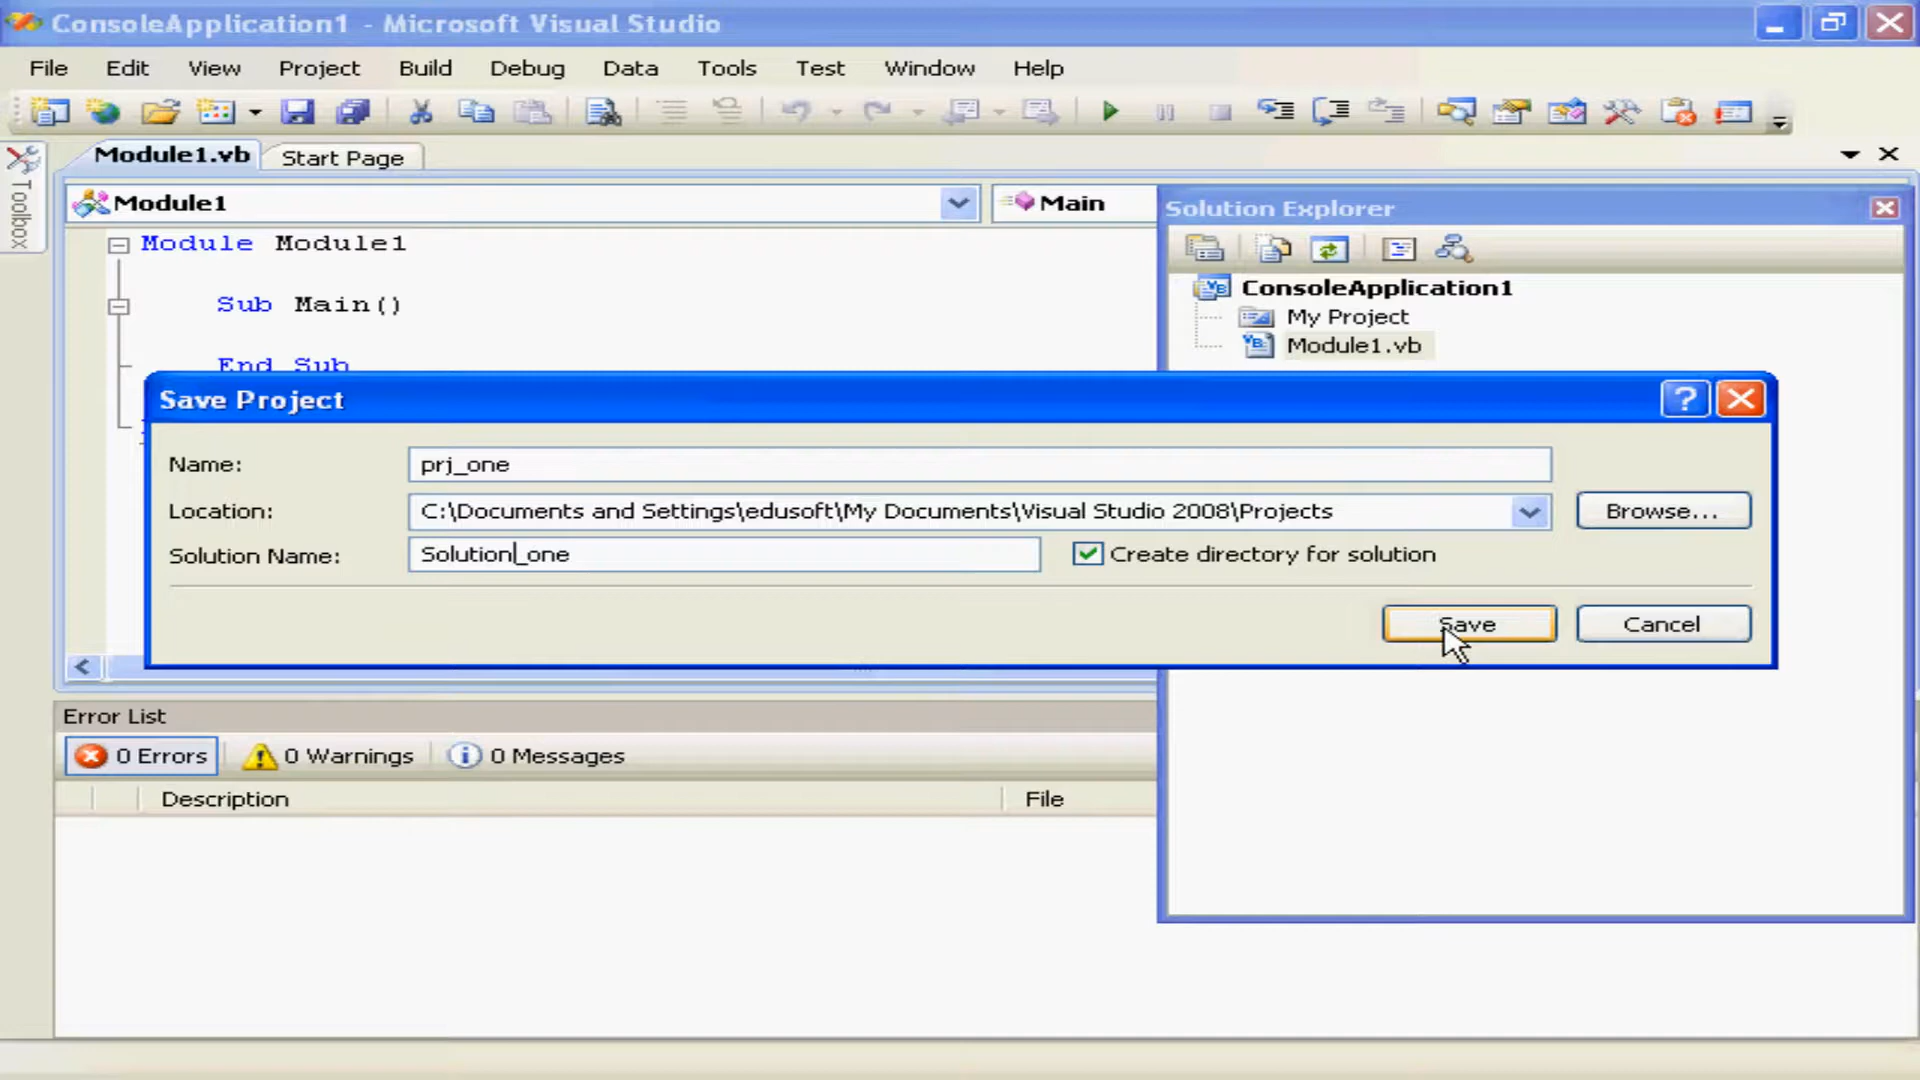 ConsoleApplication1 - Microsoft Visual Studio
File Edit View Project Build Debug Data Tools Test Window Help
Module1.vb Start Page
Toolbox
Module1 Main
Solution Explorer
Module Module1
Sub Main()
End Sub
ConsoleApplication1
My Project
Module1.vb
Save Project
Name: prj_one
Location: C:\Documents and Settings\edusoft\My Documents\Visual Studio 2008\Projects Browse...
Solution Name: Solution_one Create directory for solution
Save Cancel
Error List
0 Errors 0 Warnings 0 Messages
Description File